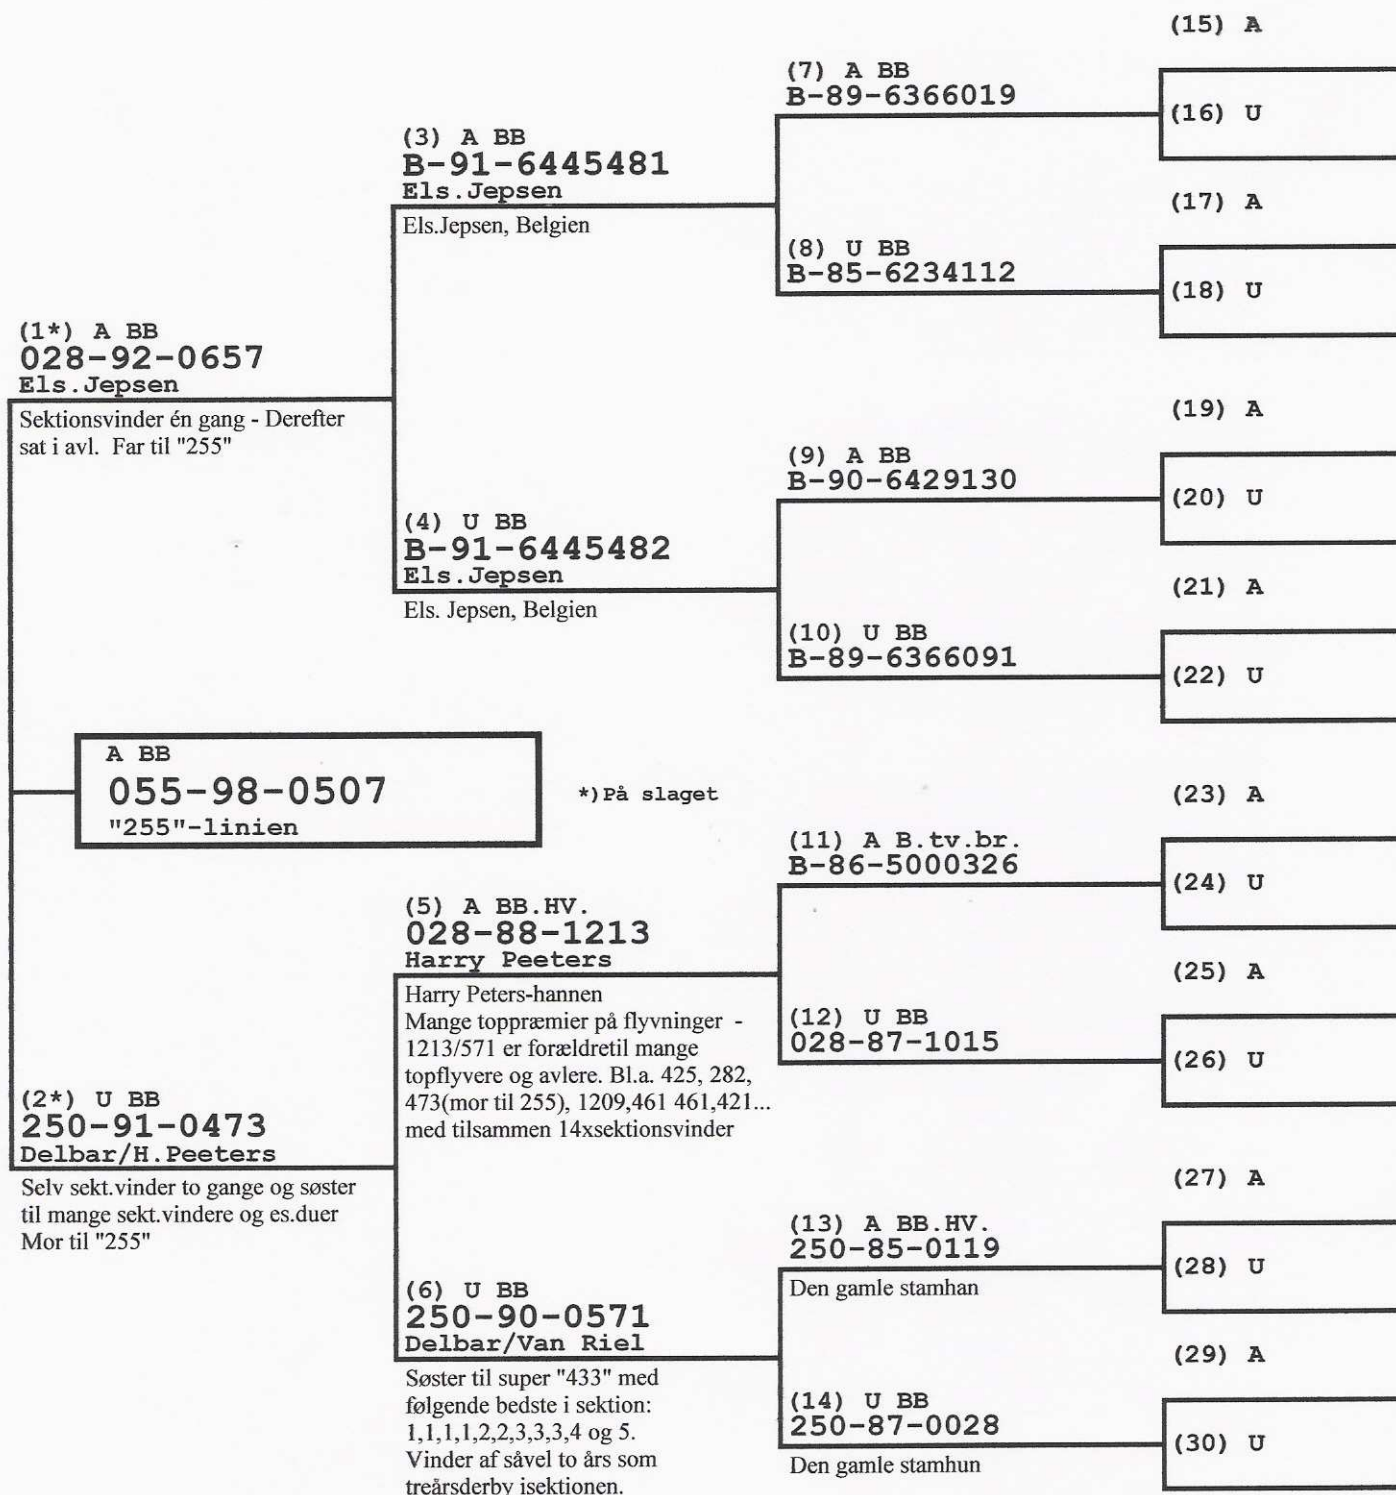 (15) A
(7) A BB
B-89-6366019
(16) U
(3) A BB
B-91-6445481
Els.Jepsen
Els.Jepsen, Belgien
(17) A
(8) U BB
B-85-6234112
(18) U
(1*) A BB
028-92-0657
Els.Jepsen
Sektionsvinder én gang - Derefter
sat i avl. Far til "255"
(19) A
(9) A BB
B-90-6429130
(20) U
(4) U BB
B-91-6445482
Els.Jepsen
Els. Jepsen, Belgien
(21) A
(10) U BB
B-89-6366091
(22) U
A BB
055-98-0507
"255"-linien
*)På slaget
(23) A
(11) A B.tv.br.
B-86-5000326
(24) U
(5) A BB.HV.
028-88-1213
Harry Peeters
Harry Peters-hannen
Mange toppræmier på flyvninger -
1213/571 er forældretil mange
topflyvere og avlere. Bl.a. 425, 282,
473(mor til 255), 1209,461 461,421...
med tilsammen 14xsektionsvinder
(25) A
(12) U BB
028-87-1015
(26) U
(2*) U BB
250-91-0473
Delbar/H.Peeters
Selv sekt.vinder to gange og søster
til mange sekt.vindere og es.duer
Mor til "255"
(27) A
(13) A BB.HV.
250-85-0119
Den gamle stamhan
(28) U
(6) U BB
250-90-0571
Delbar/Van Riel
Søster til super "433" med
følgende bedste i sektion:
1,1,1,1,2,2,3,3,3,4 og 5.
Vinder af såvel to års som
treårsderby isektionen.
(29) A
(14) U BB
250-87-0028
Den gamle stamhun
(30) U